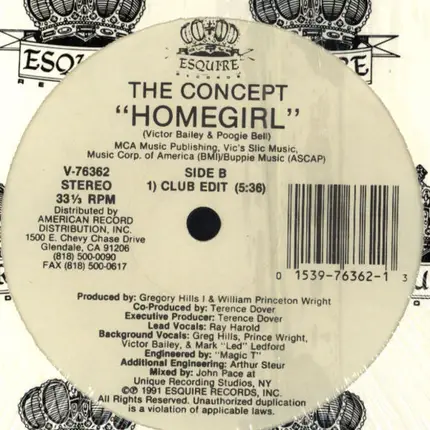 ESQUIRE
RE
ESQUIRE
RECORDS
THE CONCEPT
"HOMEGIRL"
(Victor Bailey & Poogie Bell)
MCA Music Publishing, Vic's Slic Music,
Music Corp. of America (BMI)/Buppie Music (ASCAP)
V-76362
STEREO
33⅓ RPM
Distributed by
AMERICAN RECORD
DISTRIBUTION, INC.
1500 E. Chevy Chase Drive
Glendale, CA 91206
(818) 500-0090
FAX (818) 500-0617
SIDE B
1) CLUB EDIT (5:36)
0 1539-76362-1 3
Produced by: Gregory Hills I & William Princeton Wright
Co-Produced by: Terence Dover
Executive Producer: Terence Dover
Lead Vocals: Ray Harold
Background Vocals: Greg Hills, Prince Wright,
Victor Bailey, & Mark "Led" Ledford
Engineered by: "Magic T"
Additional Engineering: Arthur Steur
Mixed by: John Pace at
Unique Recording Studios, NY
©℗ 1991 ESQUIRE RECORDS, INC.
All Rights Reserved. Unauthorized duplication
is a violation of applicable laws.